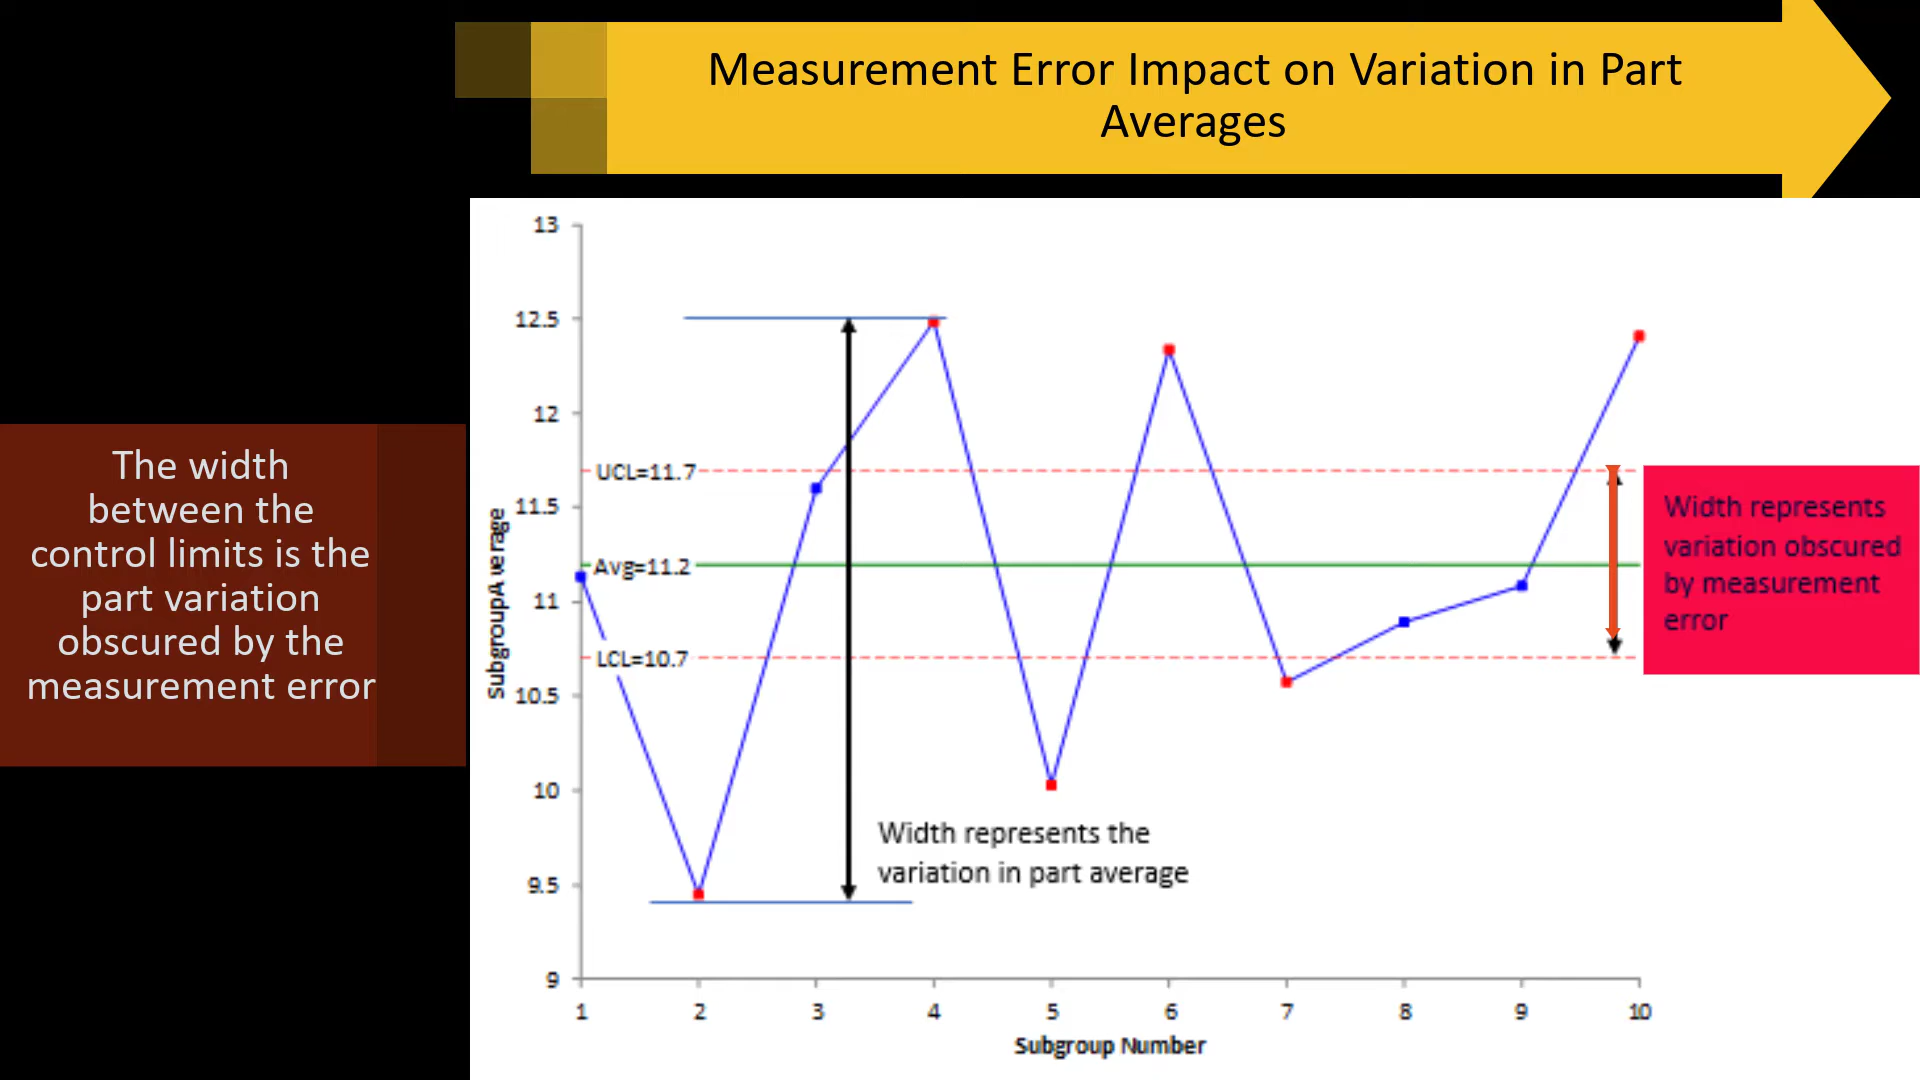 Measurement Error Impact on Variation in Part
Averages
The width
between the
control limits is the
part variation
obscured by the
measurement error
13
12.5
12
11.5
11
10.5
10
9.5
9
Subgroup Average
UCL=11.7
Avg=11.2
LCL=10.7
Width represents the
variation in part average
Width represents
variation obscured
by measurement
error
1 2 3 4 5 6 7 8 9 10
Subgroup Number